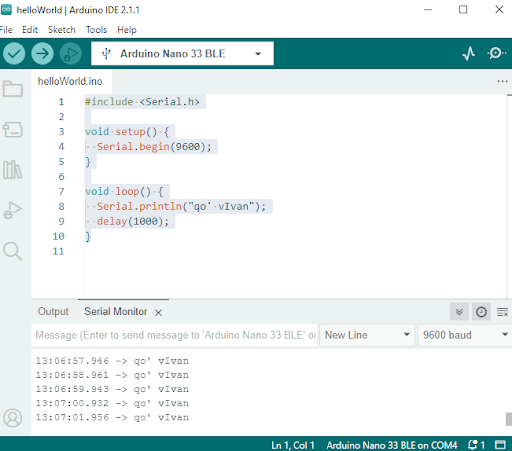 helloWorld | Arduino IDE 2.1.1
File Edit Sketch Tools Help
Arduino Nano 33 BLE
helloWorld.ino
1 #include <Serial.h>
2
3 void setup() {
4 Serial.begin(9600);
5 }
6
7 void loop() {
8 Serial.println("qo' vIvan");
9 delay(1000);
10 }
11
Output Serial Monitor
Message (Enter to send message to 'Arduino Nano 33 BLE' New Line 9600 baud
13:06:57.946 -> qo' vIvan
13:06:58.961 -> qo' vIvan
13:06:59.943 -> qo' vIvan
13:07:00.932 -> qo' vIvan
13:07:01.956 -> qo' vIvan
Ln 1, Col 1 Arduino Nano 33 BLE on COM4 1